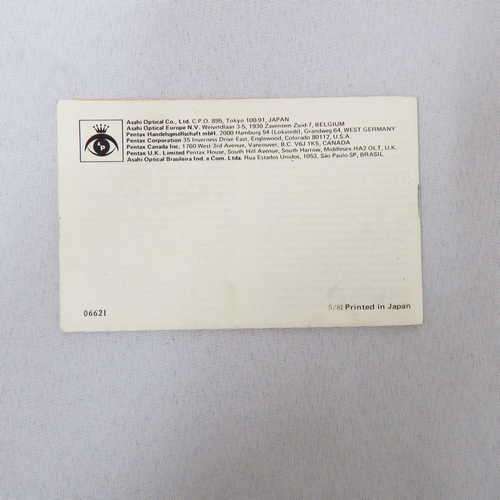 Asahi Optical Co., Ltd. C.P.O. 895, Tokyo 100-91, JAPAN
Asahi Optical Europe N.V. Weiveldlaan 3-5, 1930 Zaventem Zuid-7, BELGIUM
Pentax Handelsgesellschaft mbH. 2000 Hamburg 54 (Lokstedt), Grandweg 64, WEST GERMANY
Pentax Corporation 35 Inverness Drive East, Englewood, Colorado 80112, U.S.A.
Pentax Canada Inc. 1760 West 3rd Avenue, Vancouver, B.C. V6J 1K5, CANADA
Pentax U.K. Limited Pentax House, South Hill Avenue, South Harrow, Middlesex HA2 OLT, U.K.
Asahi Optical Brasileira Ind. e Com. Ltda. Rua Estados Unidos, 1053, São Paulo-SP, BRASIL
06621
5/82 Printed in Japan